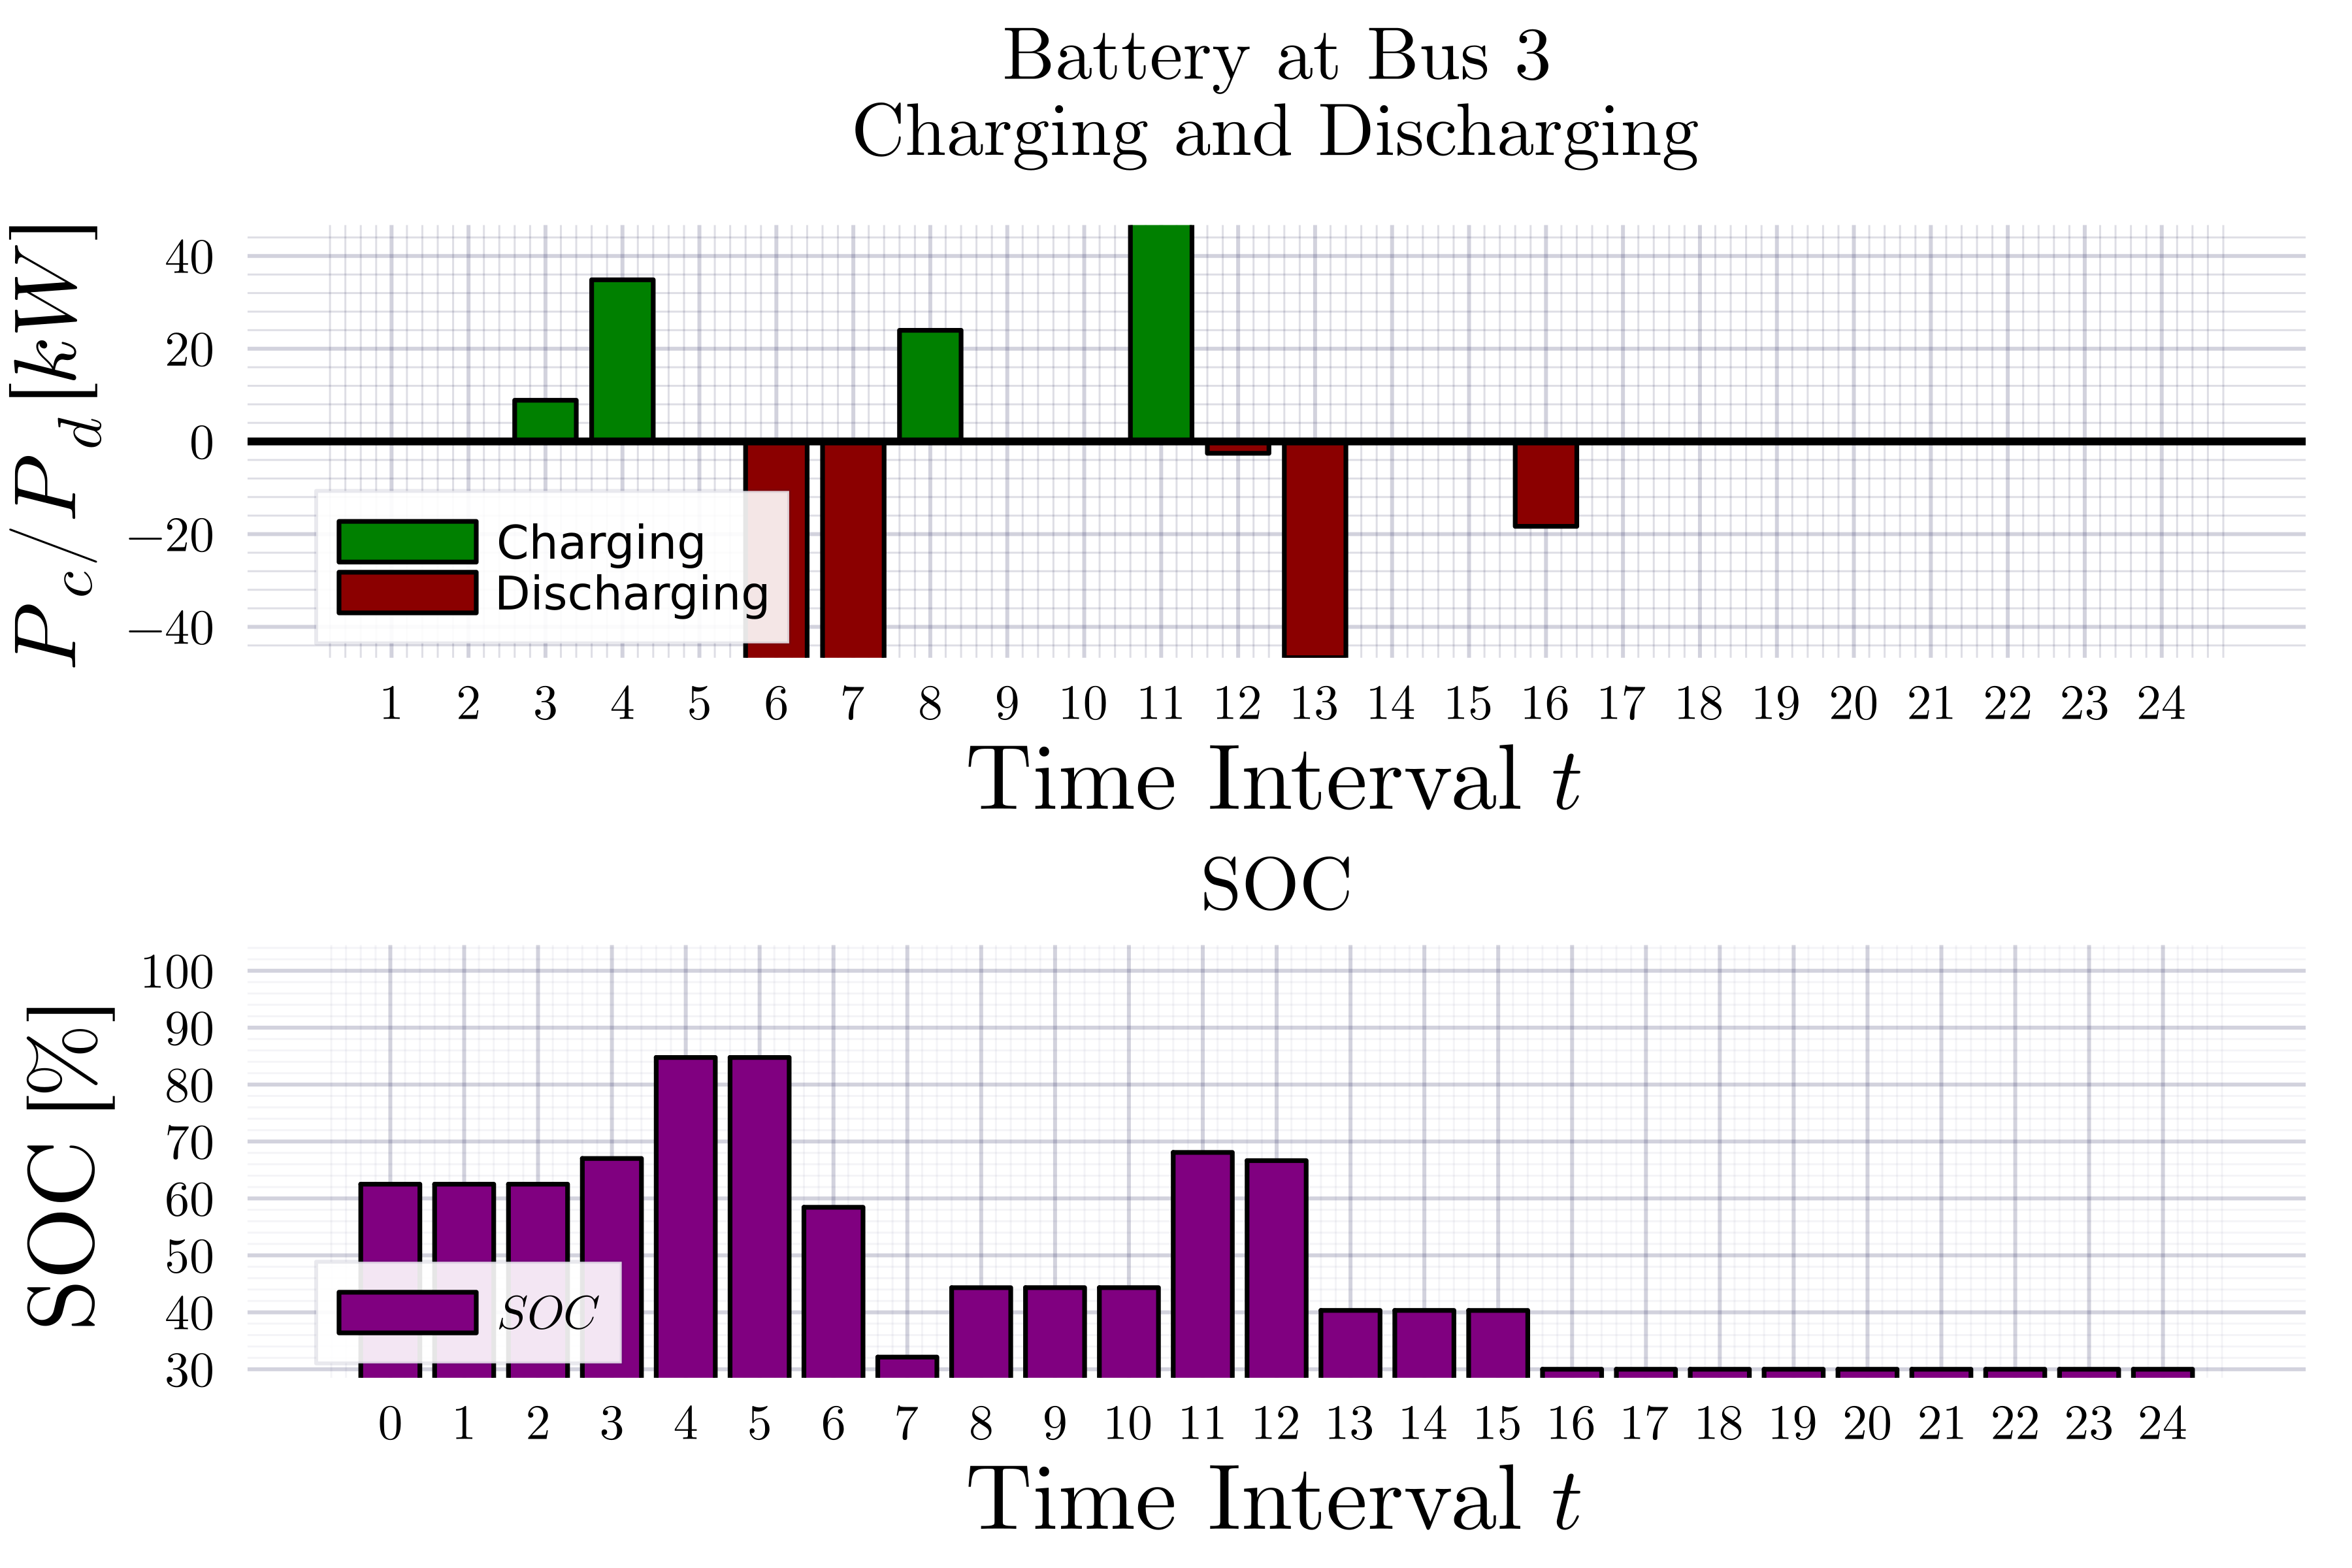 Battery at Bus 3
Charging and Discharging
P_c/P_d [kW]
40
20
0
−20
−40
Charging
Discharging
1 2 3 4 5 6 7 8 9 10 11 12 13 14 15 16 17 18 19 20 21 22 23 24
Time Interval t
SOC
SOC [%]
100
90
80
70
60
50
40
30
SOC
0 1 2 3 4 5 6 7 8 9 10 11 12 13 14 15 16 17 18 19 20 21 22 23 24
Time Interval t